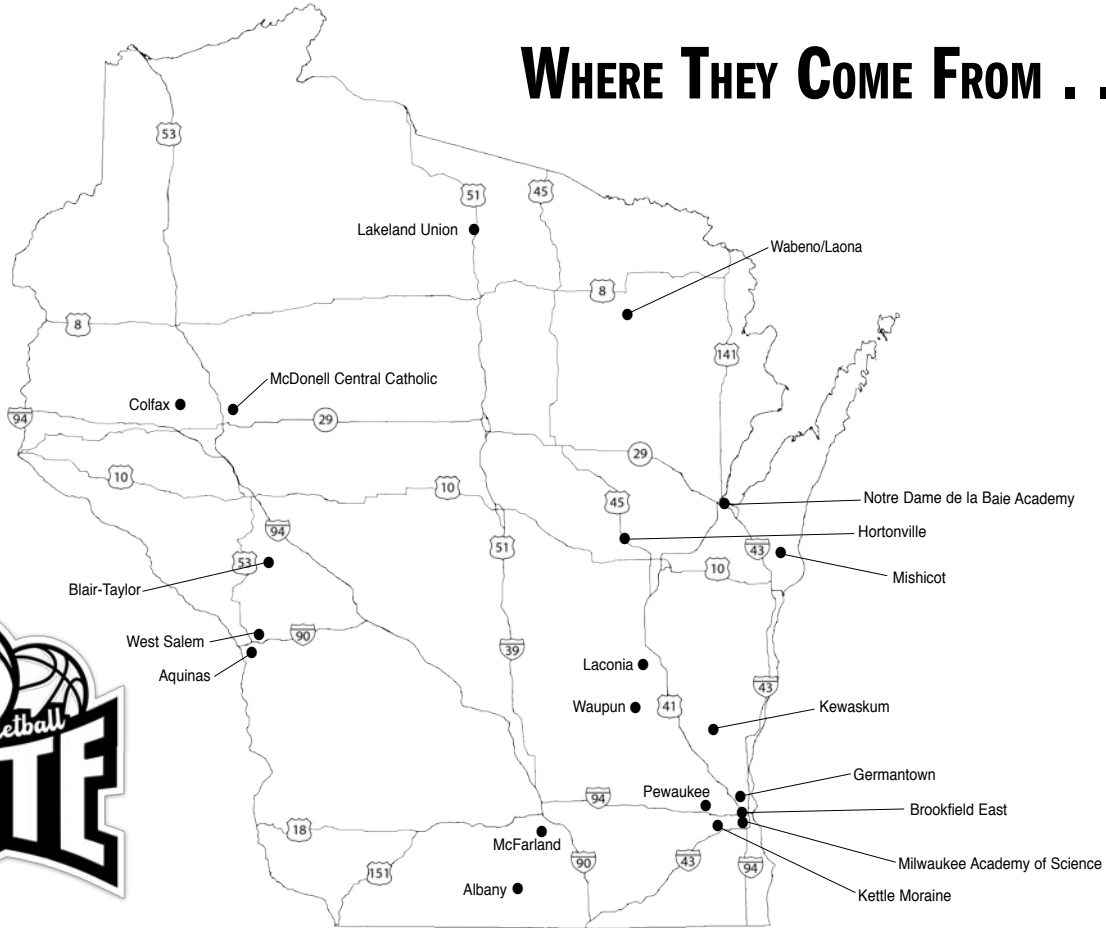 WHERE THEY COME FROM . .
53
51
45
Lakeland Union
Wabeno/Laona
8
8
141
McDonell Central Catholic
Colfax
94
29
29
10
10
45
Notre Dame de la Baie Academy
Hortonville
94
51
43
53
10
Mishicot
Blair-Taylor
West Salem
90
Aquinas
39
Laconia
43
Waupun
41
Kewaskum
Germantown
Pewaukee
94
Brookfield East
18
McFarland
90
43
94
Milwaukee Academy of Science
151
Albany
Kettle Moraine
etball
TE